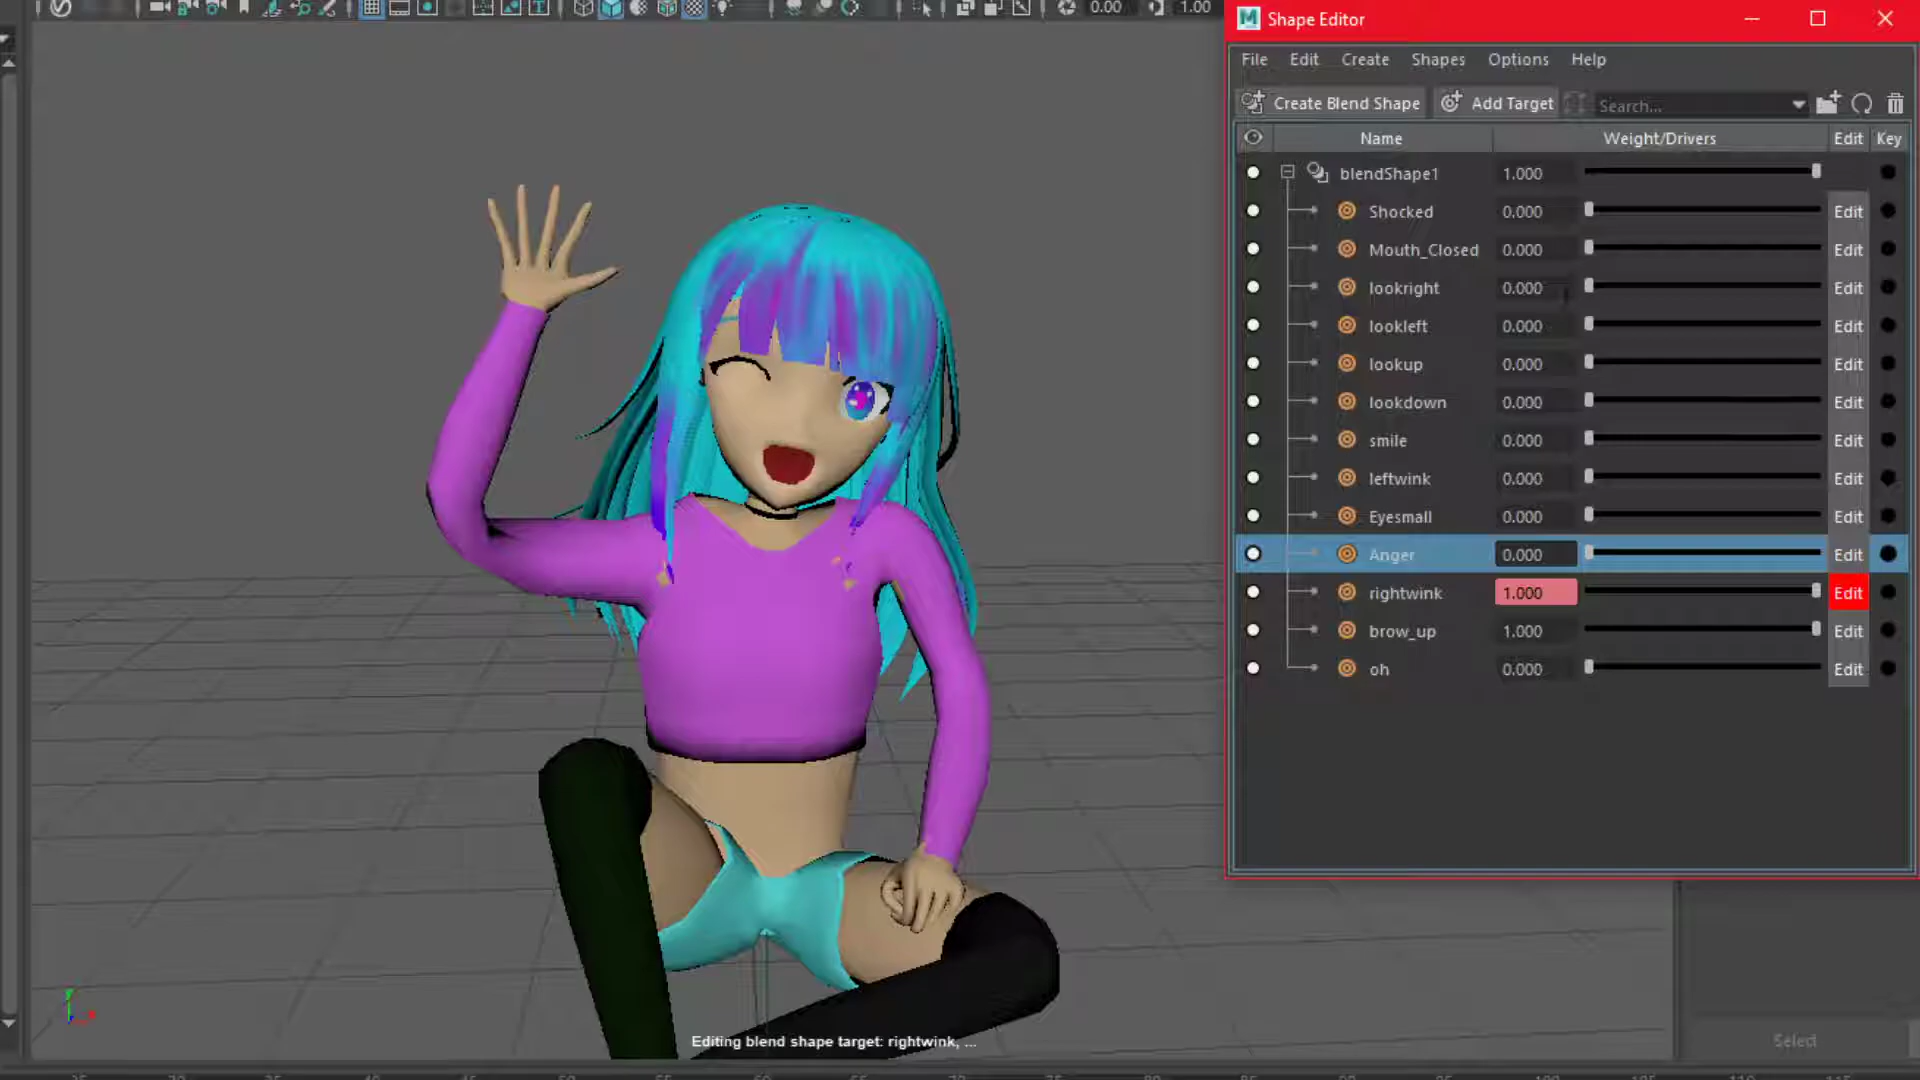 0.00
1.00
Shape Editor
File Edit Create Shapes Options Help
Create Blend Shape Add Target Search...
Name Weight/Drivers Edit Key
blendShape1 1.000
Shocked 0.000 Edit
Mouth_Closed 0.000 Edit
lookright 0.000 Edit
lookleft 0.000 Edit
lookup 0.000 Edit
lookdown 0.000 Edit
smile 0.000 Edit
leftwink 0.000 Edit
Eyesmall 0.000 Edit
Anger 0.000 Edit
rightwink 1.000 Edit
brow_up 1.000 Edit
oh 0.000 Edit
Select
Editing blend shape target: rightwink, ...